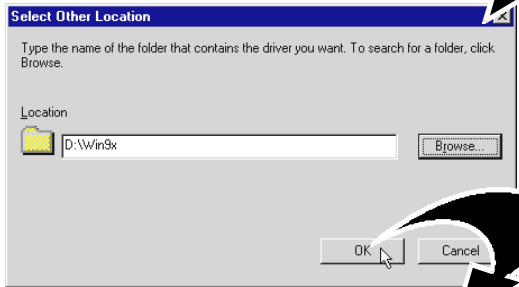 Select Other Location
Type the name of the folder that contains the driver you want. To search for a folder, click
Browse.
Location
D:\Win9x
Browse...
OK
Cancel